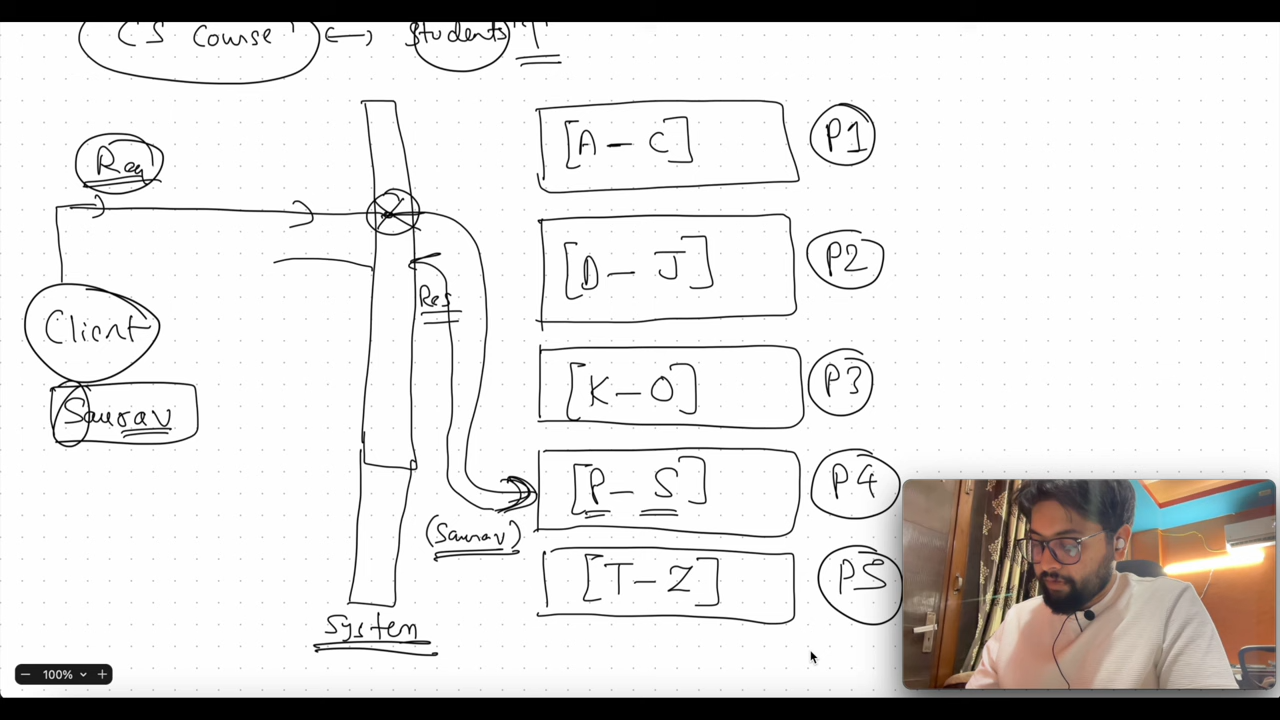 CS Course ⟷ Students
Req
[A - C] P1
[D - J] P2
Res
Client
[K - O] P3
Saurav
[P - S] P4
(Saurav)
[T - Z] P5
System
100%